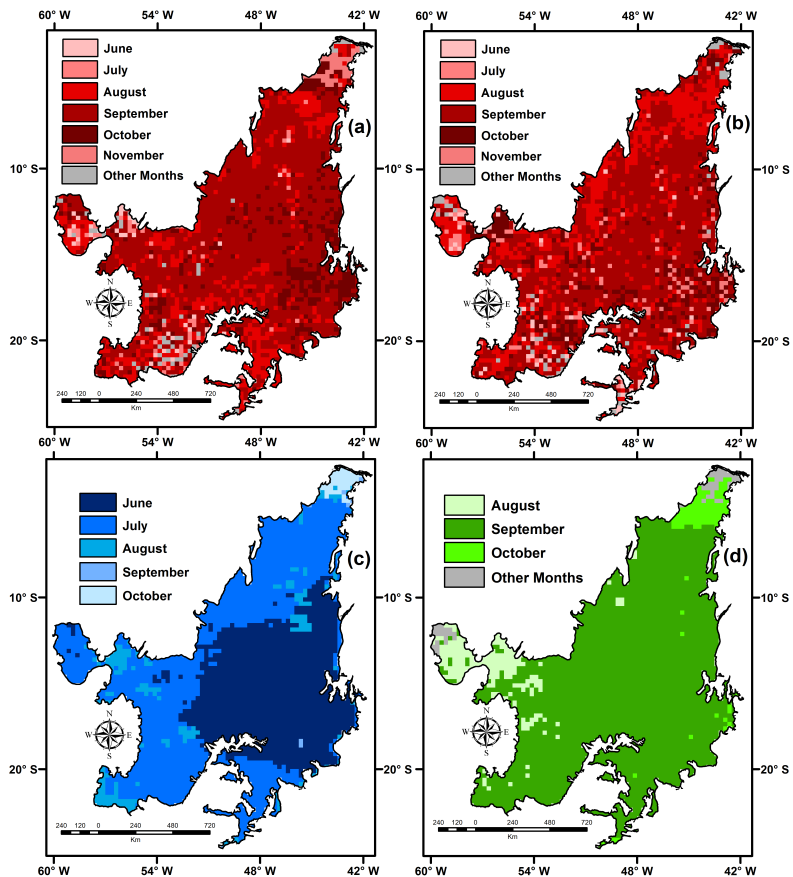 60° W 54° W 48° W 42° W 60° W 54° W 48° W 42° W
June
July
August
September
October
November
Other Months
(a)
June
July
August
September
October
November
Other Months
(b)
10° S
10° S
20° S
20° S
N
W E
S
N
W E
S
240 120 0 240 480 720
Km
240 120 0 240 480 720
Km
60° W 54° W 48° W 42° W 60° W 54° W 48° W 42° W
June
July
August
September
October
(c)
August
September
October
Other Months
(d)
10° S
10° S
20° S
20° S
N
W E
S
N
W E
S
240 120 0 240 480 720
Km
240 120 0 240 480 720
Km
60° W 54° W 48° W 42° W 60° W 54° W 48° W 42° W